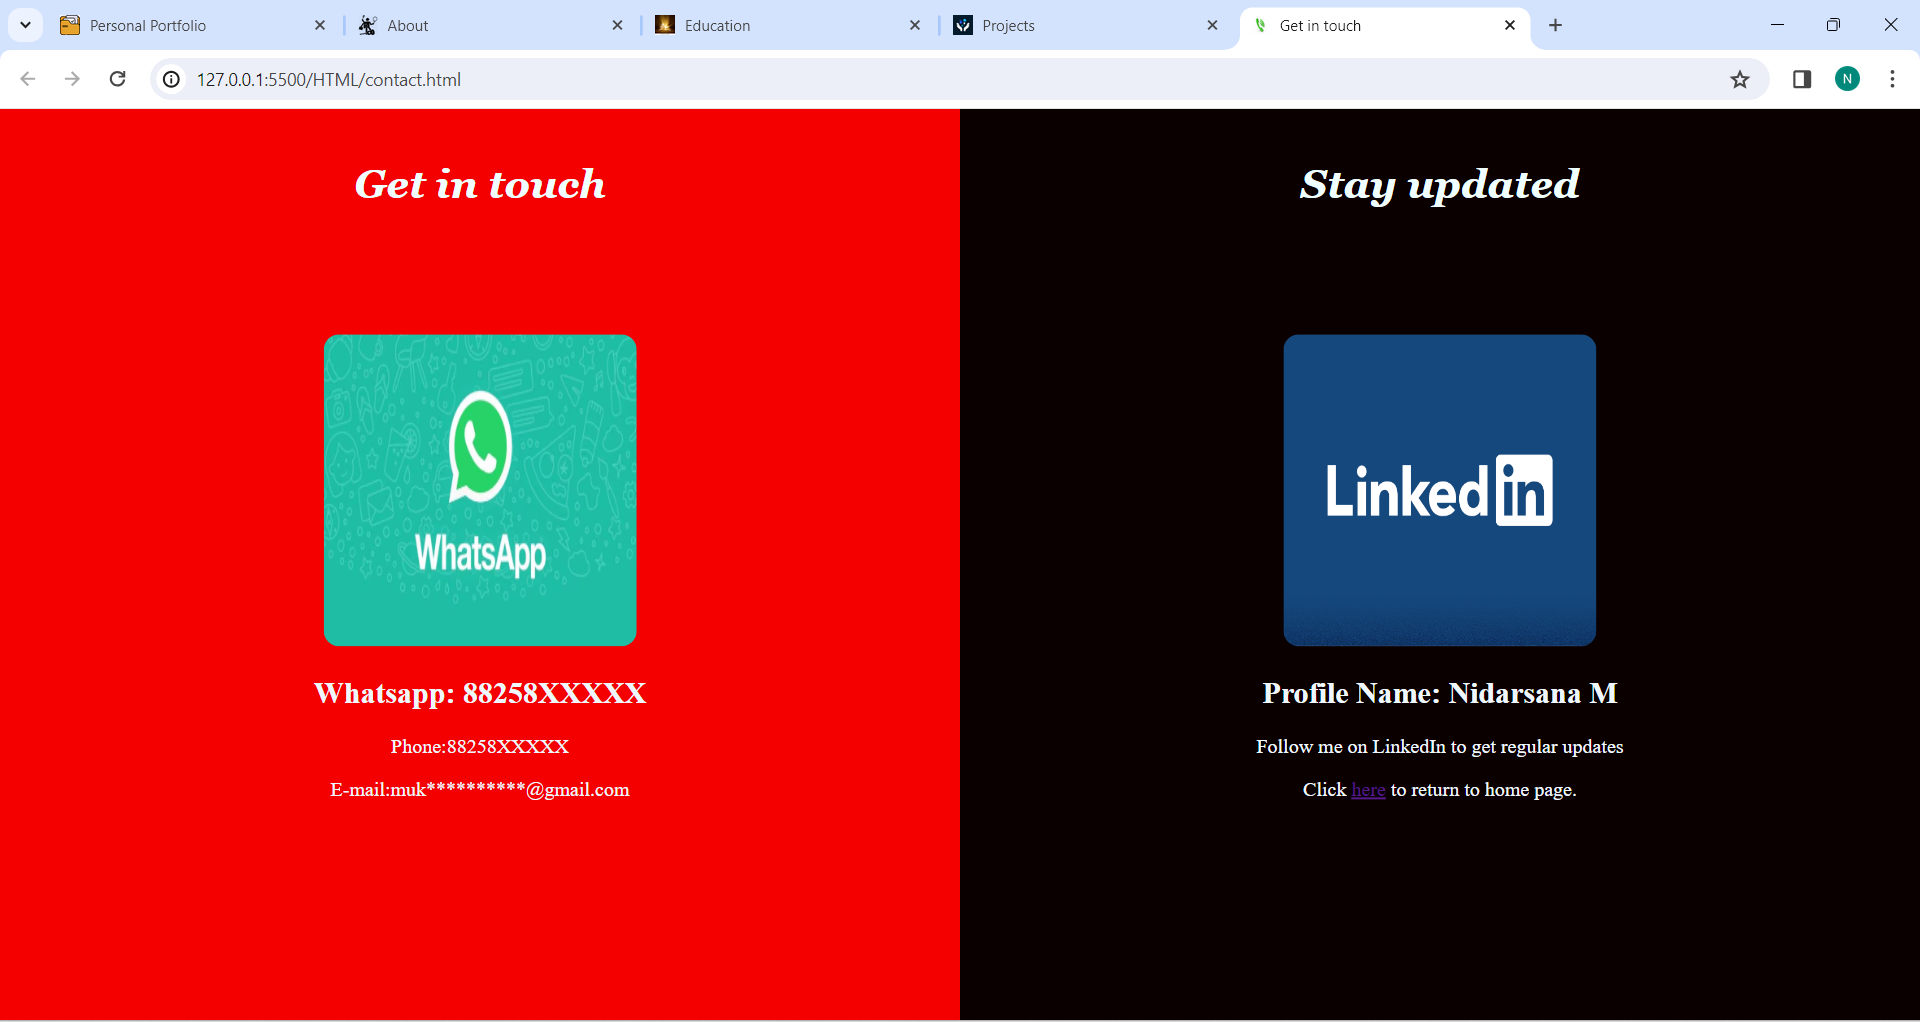 Personal Portfolio
About
Education
Projects
Get in touch
127.0.0.1:5500/HTML/contact.html
N
Get in touch
WhatsApp
Whatsapp: 88258XXXXX
Phone:88258XXXXX
E-mail:muk**********@gmail.com
Stay updated
Linked in
Profile Name: Nidarsana M
Follow me on LinkedIn to get regular updates
Click here to return to home page.